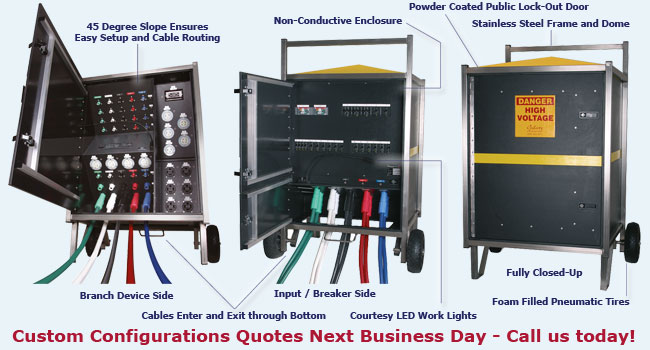 45 Degree Slope Ensures
Easy Setup and Cable Routing
Non-Conductive Enclosure
Powder Coated Public Lock-Out Door
Stainless Steel Frame and Dome
DANGER
HIGH
VOLTAGE
Branch Device Side
Input / Breaker Side
Cables Enter and Exit through Bottom
Courtesy LED Work Lights
Fully Closed-Up
Foam Filled Pneumatic Tires
Custom Configurations Quotes Next Business Day - Call us today!